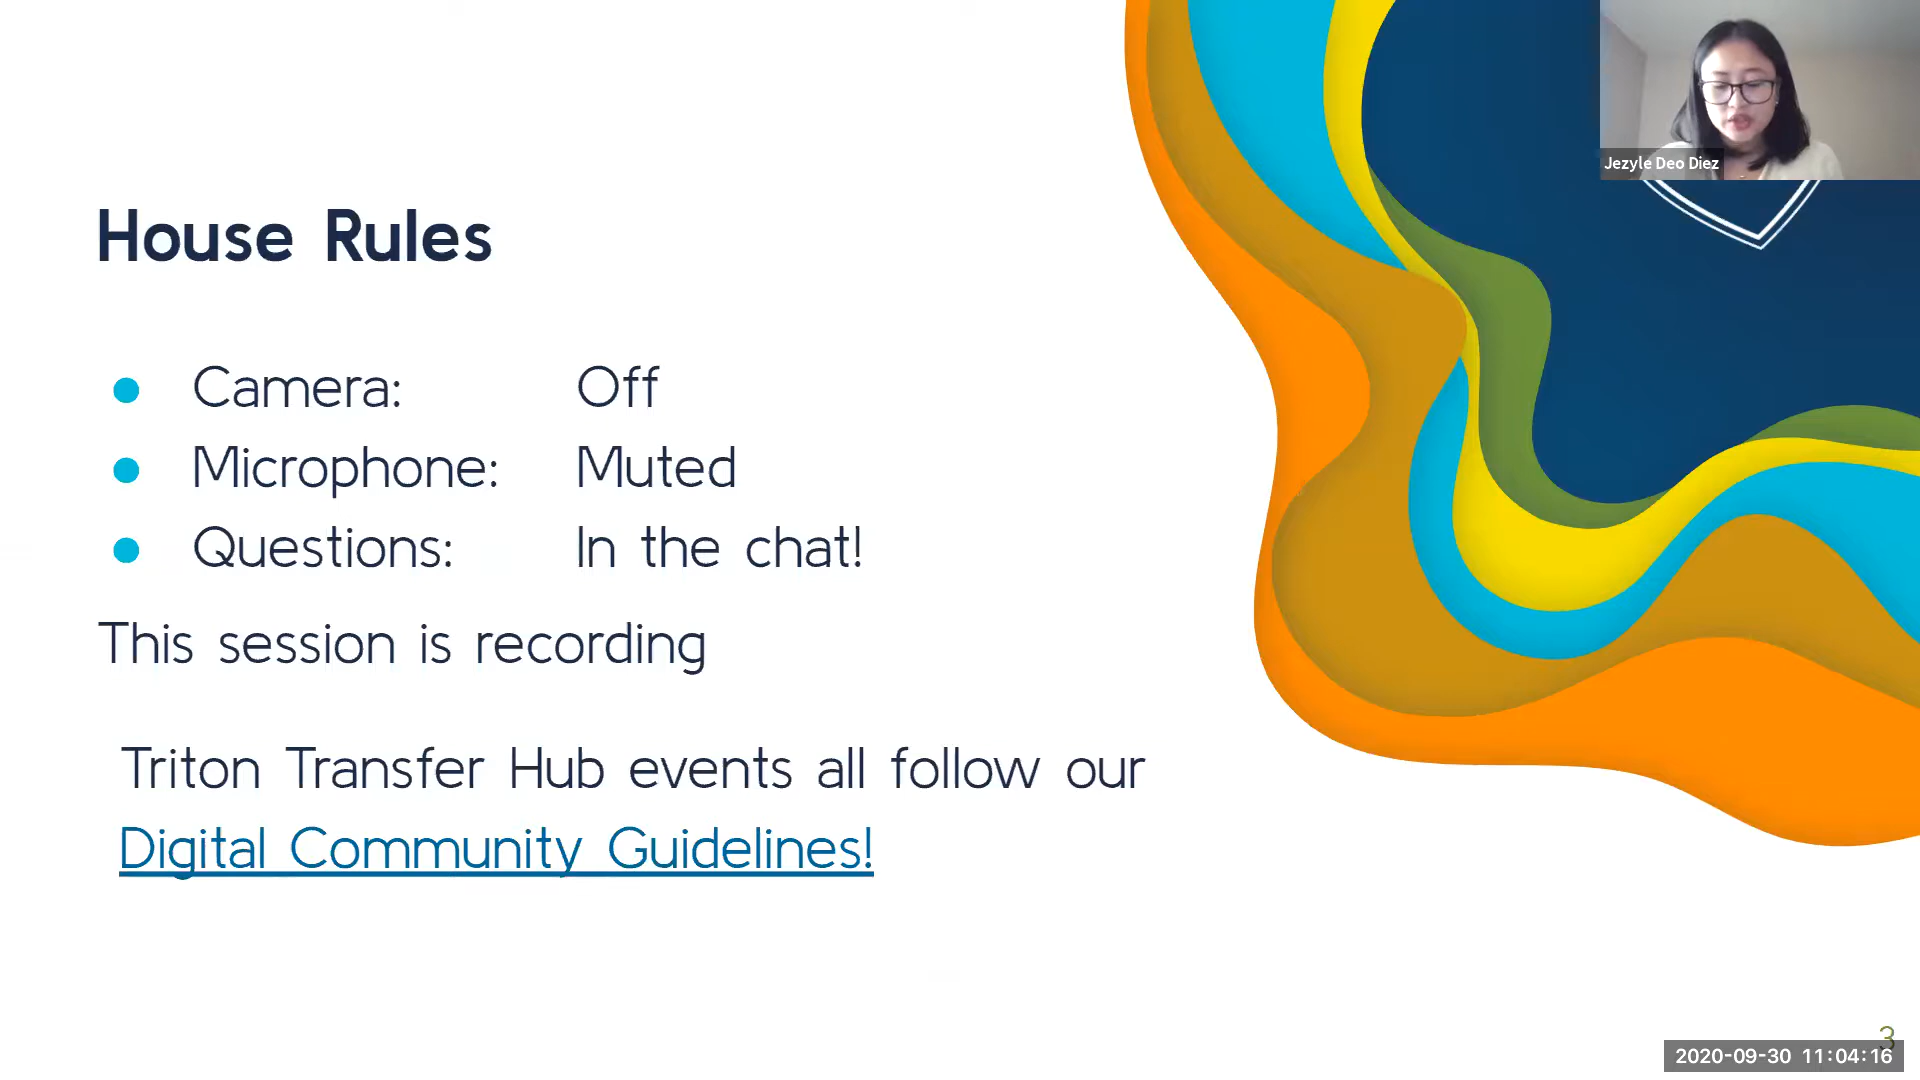 Jezyle Deo Diez
House Rules
● Camera: Off
● Microphone: Muted
● Questions: In the chat!
This session is recording
Triton Transfer Hub events all follow our
Digital Community Guidelines!
3
2020-09-30 11:04:16